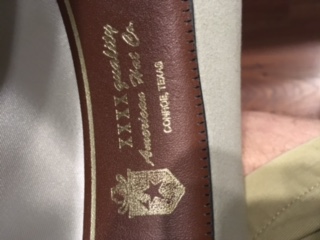 XXXX quality
American Hat Co.
CONROE, TEXAS